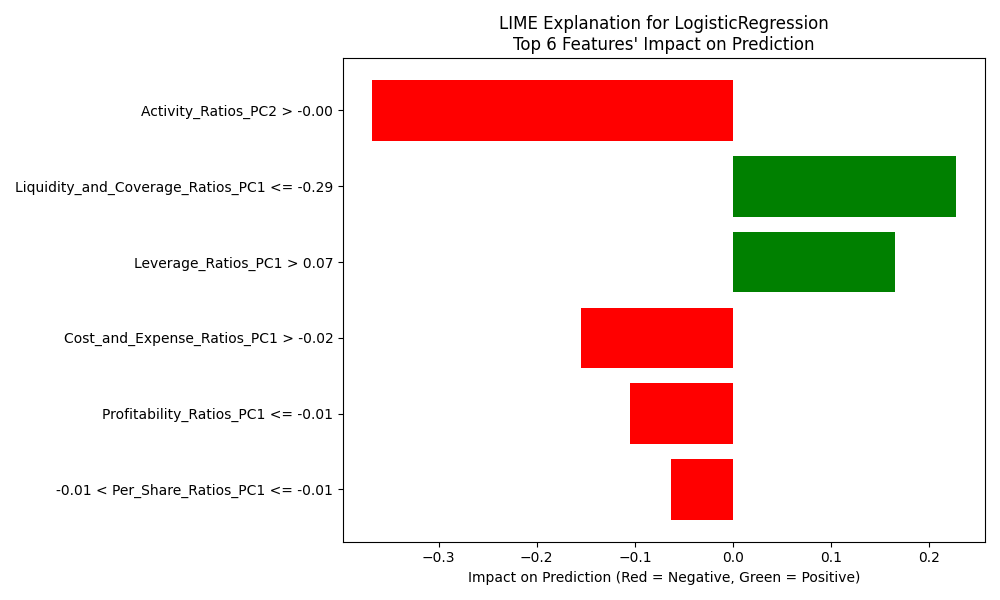 LIME Explanation for LogisticRegression
Top 6 Features' Impact on Prediction
Activity_Ratios_PC2 > -0.00
Liquidity_and_Coverage_Ratios_PC1 <= -0.29
Leverage_Ratios_PC1 > 0.07
Cost_and_Expense_Ratios_PC1 > -0.02
Profitability_Ratios_PC1 <= -0.01
-0.01 < Per_Share_Ratios_PC1 <= -0.01
−0.3 −0.2 −0.1 0.0 0.1 0.2
Impact on Prediction (Red = Negative, Green = Positive)